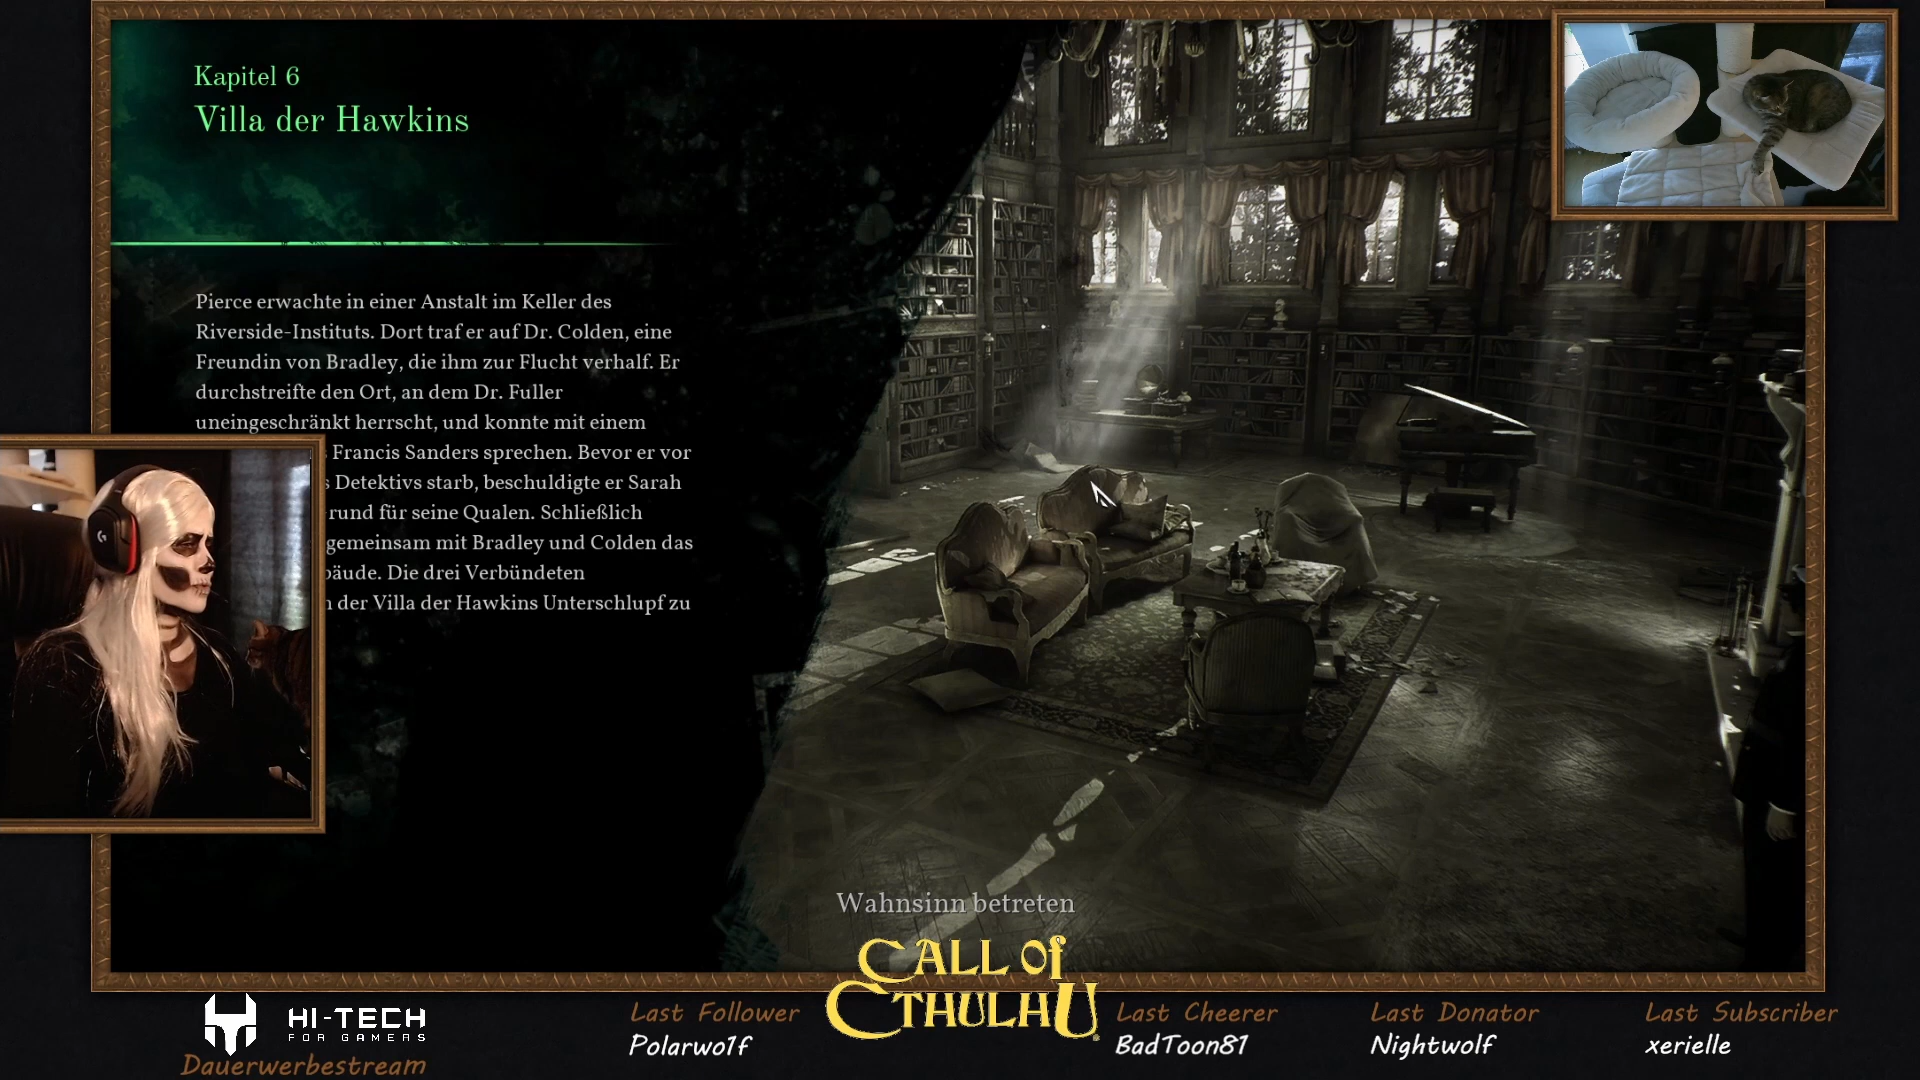 Kapitel 6
Villa der Hawkins
Pierce erwachte in einer Anstalt im Keller des
Riverside-Instituts. Dort traf er auf Dr. Colden, eine
Freundin von Bradley, die ihm zur Flucht verhalf. Er
durchstreifte den Ort, an dem Dr. Fuller
uneingeschränkt herrscht, und konnte mit einem
Francis Sanders sprechen. Bevor er vor
Detektivs starb, beschuldigte er Sarah
für seine Qualen. Schließlich
gemeinsam mit Bradley und Colden das
Die drei Verbündeten
der Villa der Hawkins Unterschlupf zu
Wahnsinn betreten
CALL of
CTHULHU
HI-TECH
FOR GAMERS
Dauerwerbestream
Last Follower
Polarwo1f
Last Cheerer
BadToon81
Last Donator
Nightwolf
Last Subscriber
xerielle